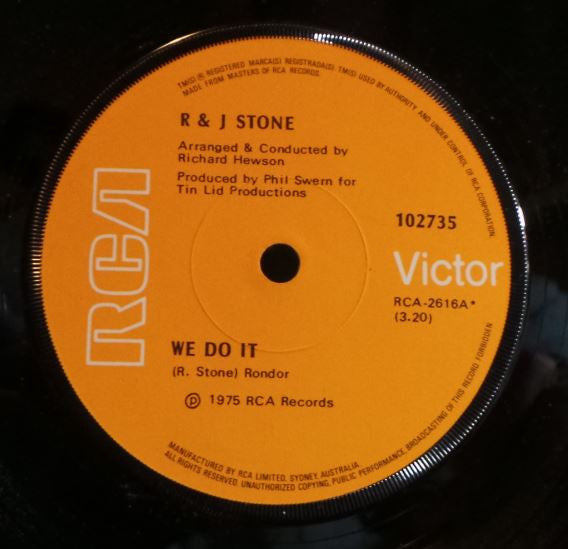 TM(S) ® REGISTERED MARCA(S) REGISTRADA(S). TM(S) USED BY AUTHORITY AND UNDER CONTROL OF RCA CORPORATION
MADE FROM MASTERS OF RCA RECORDS
R & J STONE
Arranged & Conducted by
Richard Hewson
Produced by Phil Swern for
Tin Lid Productions
RCA
102735
Victor
RCA-2616A*
(3.20)
WE DO IT
(R. Stone) Rondor
℗ 1975 RCA Records
MANUFACTURED BY RCA LIMITED, SYDNEY, AUSTRALIA
ALL RIGHTS RESERVED. UNAUTHORIZED COPYING, PUBLIC PERFORMANCE BROADCASTING OF THIS RECORD FORBIDDEN